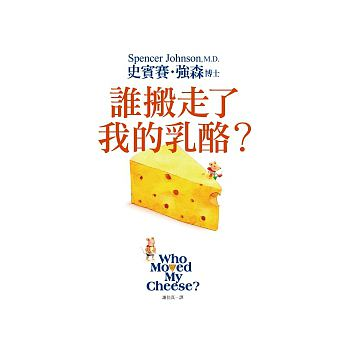 Spencer Johnson, M.D.
史賓賽·強森博士
誰搬走了
我的乳酪？
Who
Moved
My
Cheese?